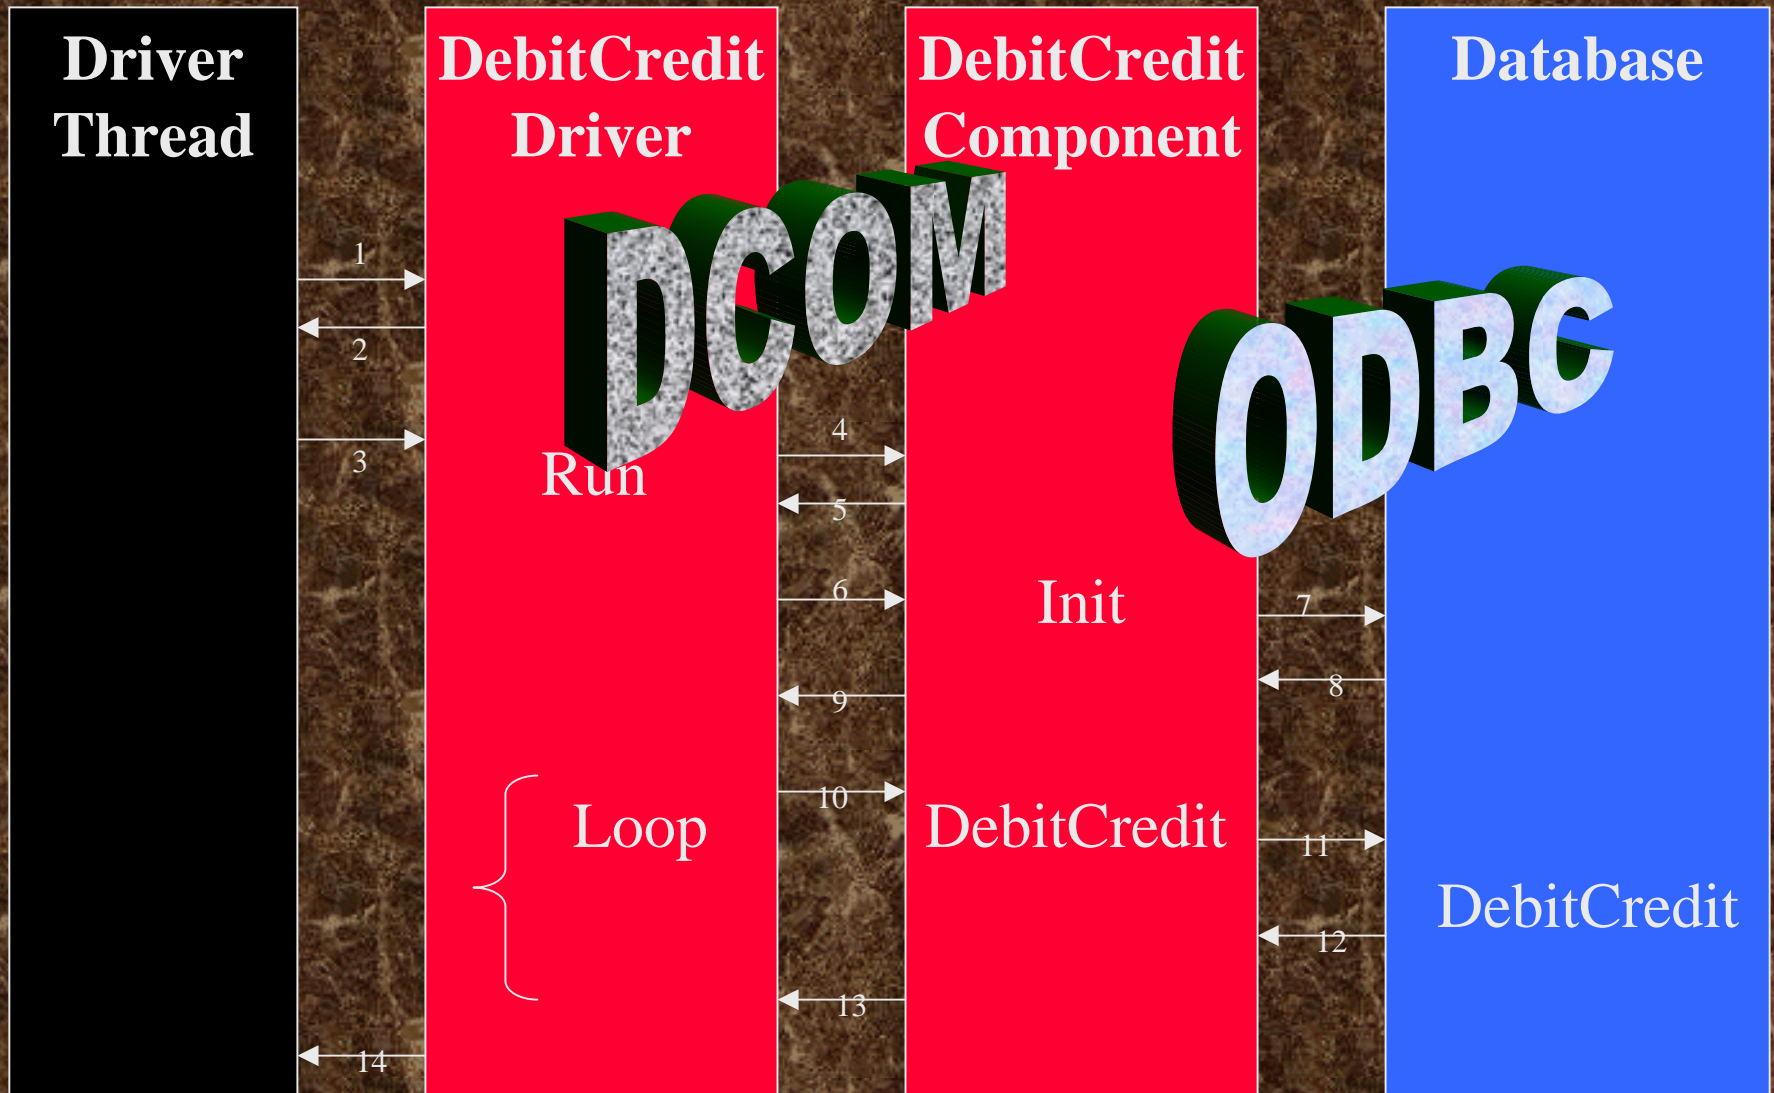 Driver
Thread
DebitCredit
Driver
DebitCredit
Component
Database
DCOM
ODBC
1
2
3
Run
4
5
6
Init
7
8
9
10
Loop
DebitCredit
11
DebitCredit
12
13
14